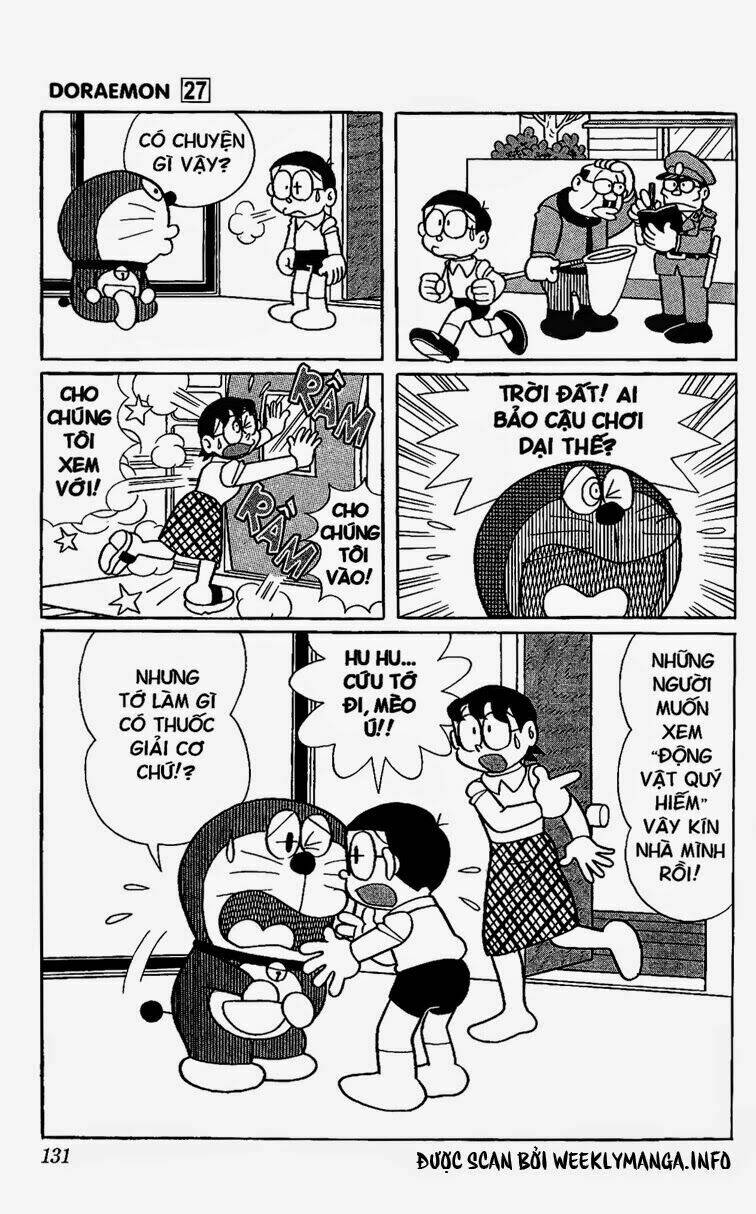 DORAEMON 27
CÓ CHUYỆN
GÌ VẬY?
CHO
CHÚNG
TÔI
XEM
VỚI!
RẦM
RẦM
CHO
CHÚNG
TÔI
VÀO!
TRỜI ĐẤT! AI
BẢO CẬU CHƠI
DẠI THẾ?
NHƯNG
TỚ LÀM GÌ
CÓ THUỐC
GIẢI CƠ
CHỨ!?
HU HU...
CỨU TỚ
ĐI, MÈO
Ú!!
NHỮNG
NGƯỜI
MUỐN
XEM
“ĐỘNG
VẬT QUÝ
HIẾM”
VÂY KÍN
NHÀ MÌNH
RỒI!
131
ĐƯỢC SCAN BỞI WEEKLYMANGA.INFO